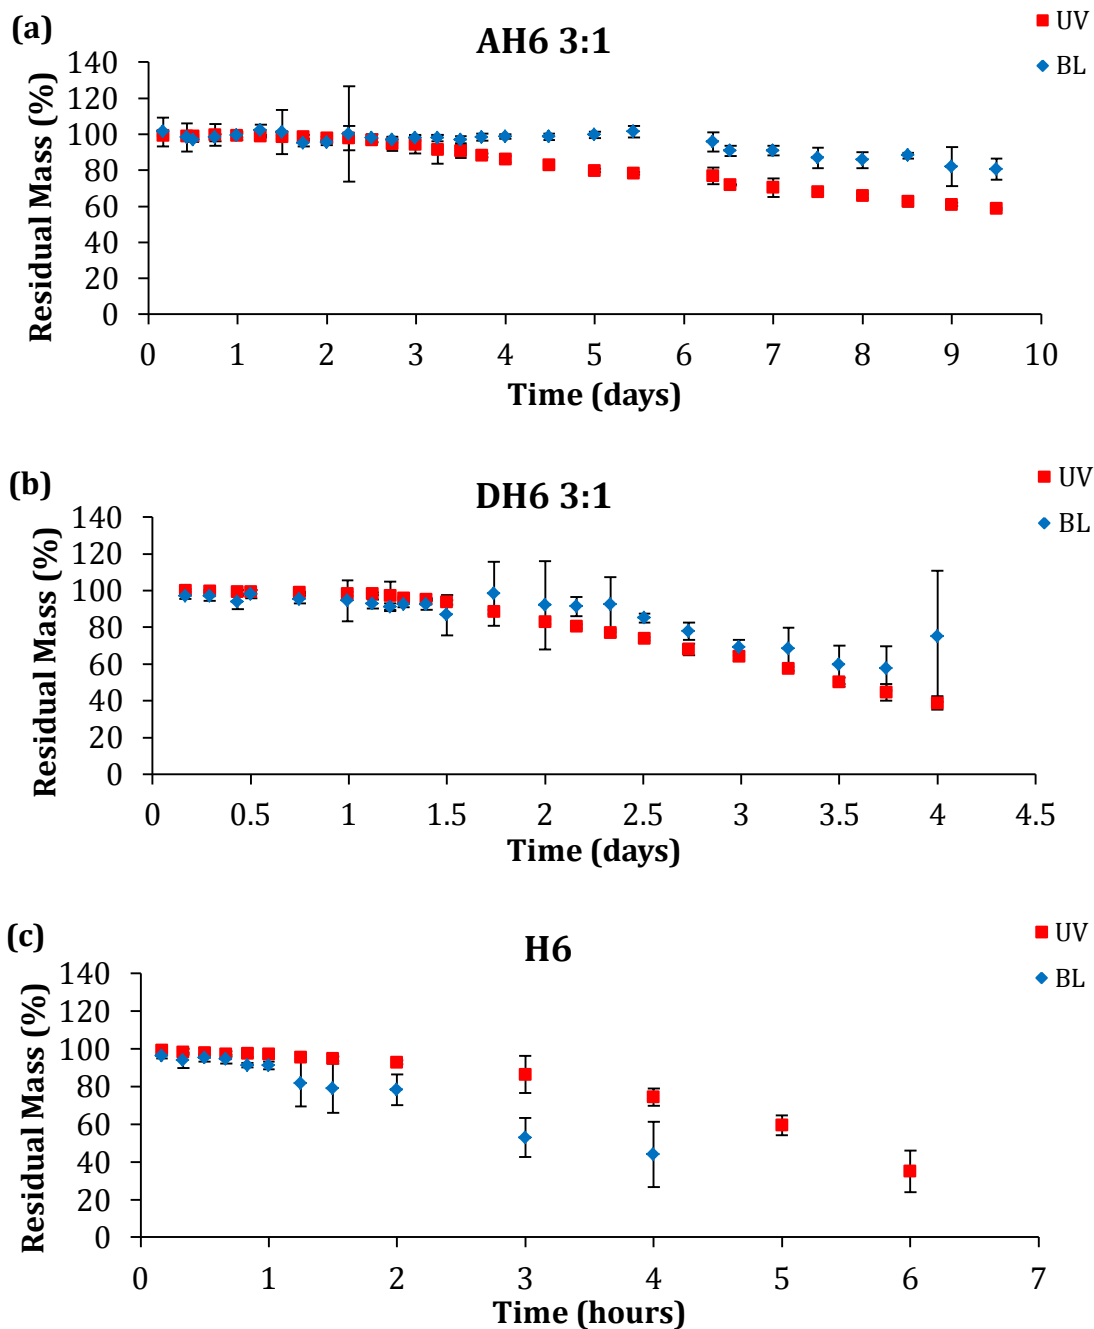 (a)
AH6 3:1
UV
BL
Residual Mass (%)
140
120
100
80
60
40
20
0
0 1 2 3 4 5 6 7 8 9 10
Time (days)
(b)
DH6 3:1
UV
BL
Residual Mass (%)
140
120
100
80
60
40
20
0
0 0.5 1 1.5 2 2.5 3 3.5 4 4.5
Time (days)
(c)
H6
UV
BL
Residual Mass (%)
140
120
100
80
60
40
20
0
0 1 2 3 4 5 6 7
Time (hours)